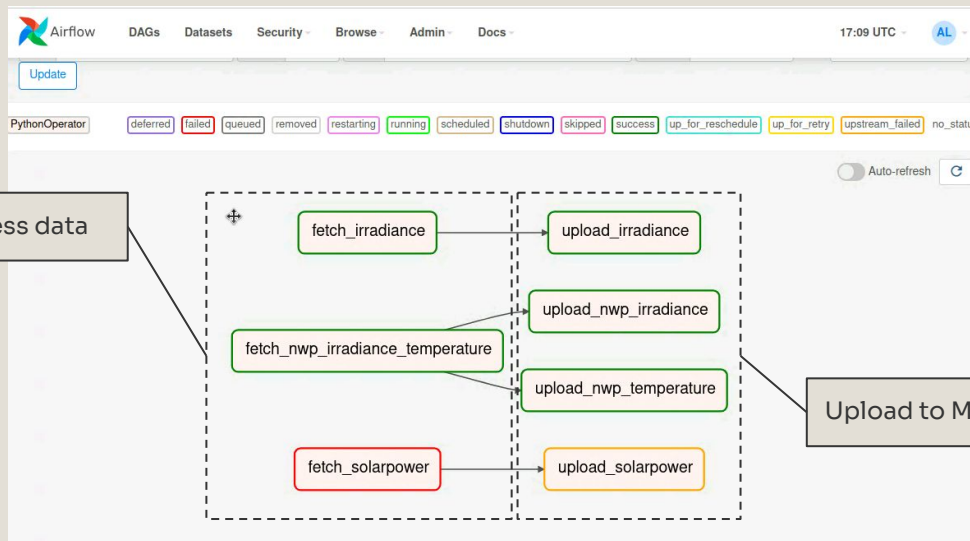 Airflow DAGs Datasets Security Browse Admin Docs 17:09 UTC AL
Update
PythonOperator deferred failed queued removed restarting running scheduled shutdown skipped success up_for_reschedule up_for_retry upstream_failed
Auto-refresh
data
fetch_irradiance upload_irradiance
upload_nwp_irradiance
fetch_nwp_irradiance_temperature
upload_nwp_temperature
Upload to
fetch_solarpower upload_solarpower